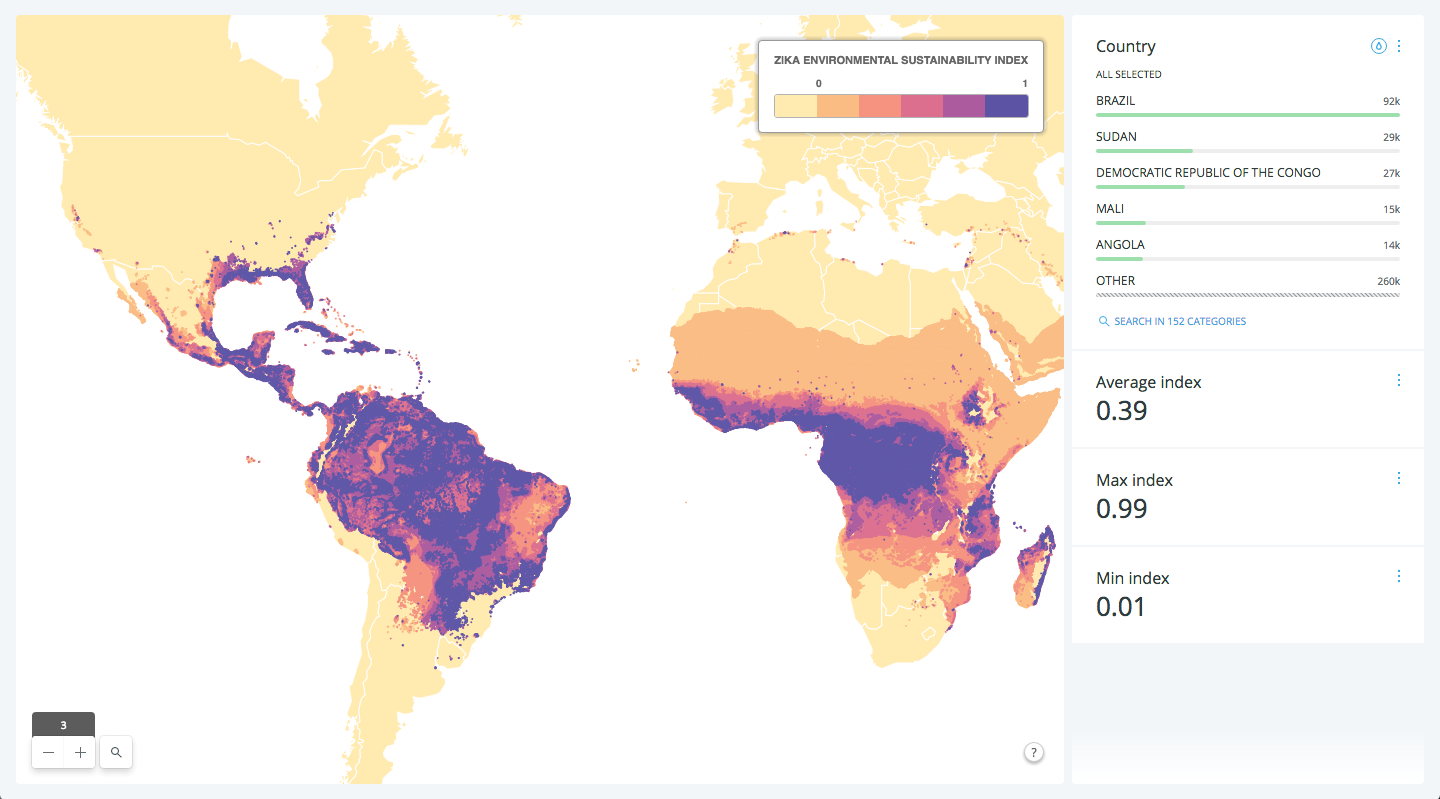 ZIKA ENVIRONMENTAL SUSTAINABILITY INDEX
0 1
3
?
Country
ALL SELECTED
BRAZIL 92k
SUDAN 29k
DEMOCRATIC REPUBLIC OF THE CONGO 27k
MALI 15k
ANGOLA 14k
OTHER 260k
SEARCH IN 152 CATEGORIES
Average index
0.39
Max index
0.99
Min index
0.01